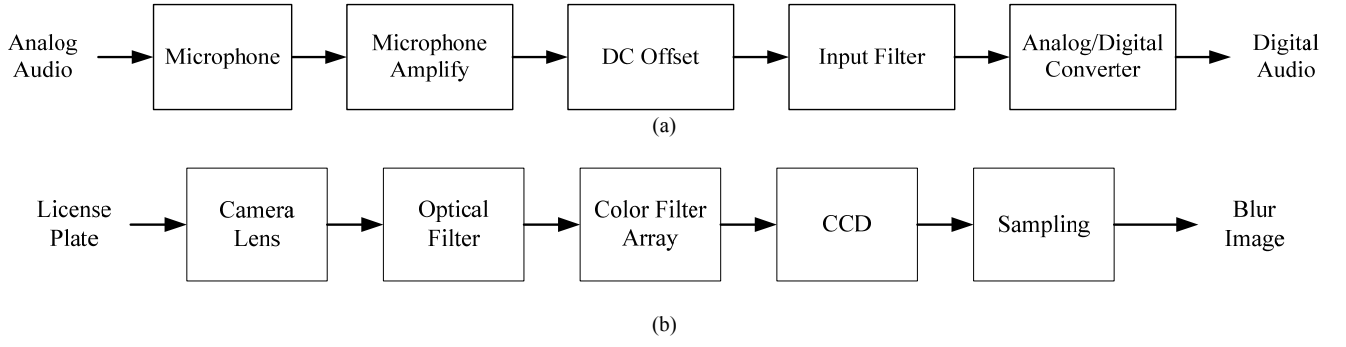 Analog
Audio
Microphone
Microphone
Amplify
DC Offset
Input Filter
Analog/Digital
Converter
Digital
Audio
(a)
License
Plate
Camera
Lens
Optical
Filter
Color Filter
Array
CCD
Sampling
Blur
Image
(b)